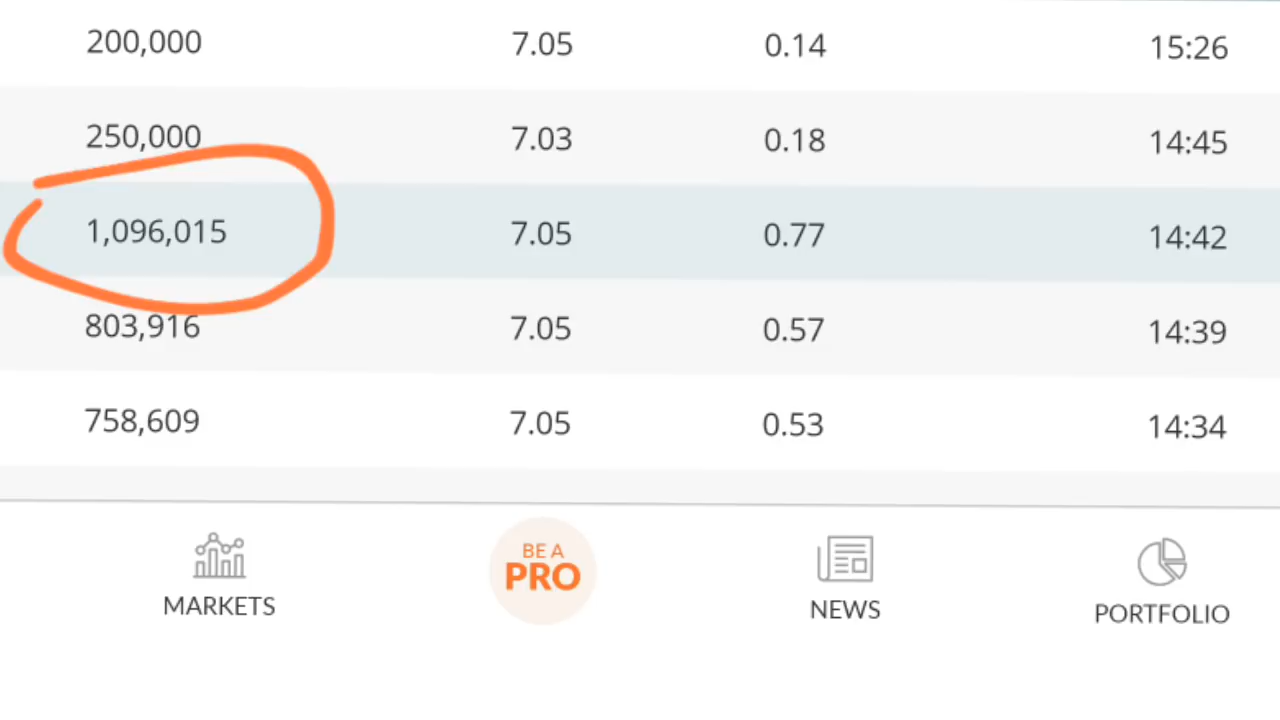 200,000 7.05 0.14 15:26
250,000 7.03 0.18 14:45
1,096,015 7.05 0.77 14:42
803,916 7.05 0.57 14:39
758,609 7.05 0.53 14:34
MARKETS
BE A
PRO
NEWS
PORTFOLIO